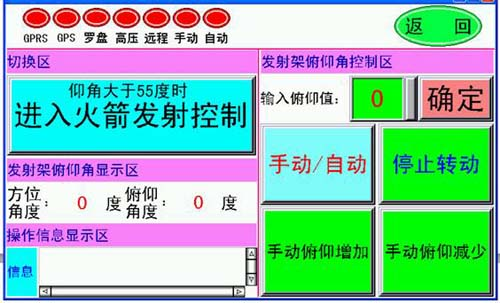 GPRS GPS 罗盘 高压 远程 手动 自动
返 回
切换区
仰角大于55度时
进入火箭发射控制
发射架俯仰角显示区
方位角度： 0 度 俯仰角度： 0 度
操作信息显示区
信息
发射架俯仰角控制区
输入俯仰值： 0 确定
手动/自动 停止转动
手动俯仰增加 手动俯仰减少